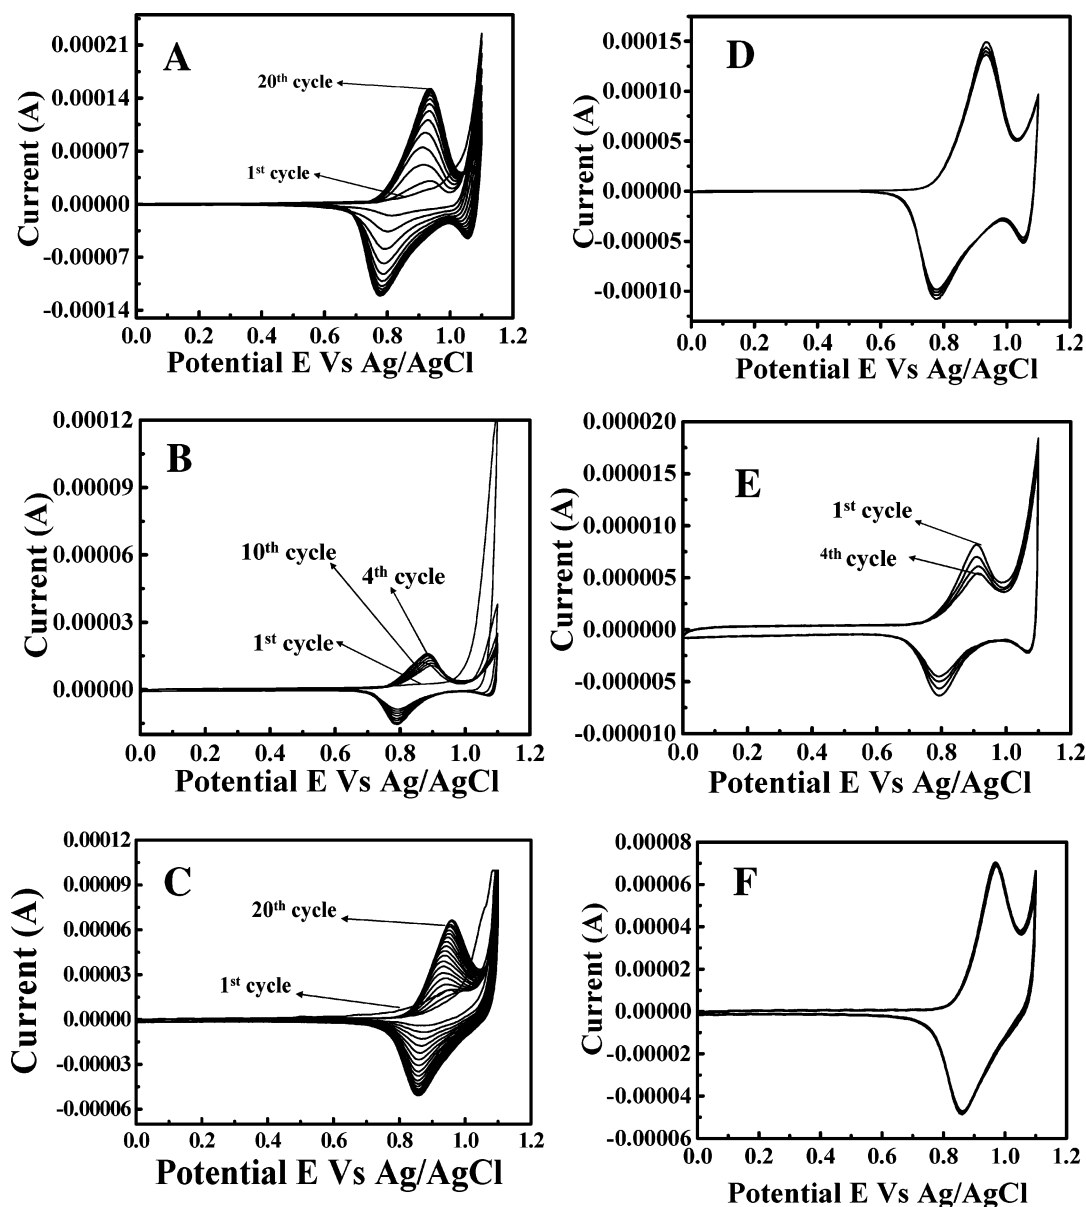 A
0.00021
0.00014
0.00007
0.00000
-0.00007
-0.00014
Current (A)
20th cycle
1st cycle
0.0 0.2 0.4 0.6 0.8 1.0 1.2
Potential E Vs Ag/AgCl
D
0.00015
0.00010
0.00005
0.00000
-0.00005
-0.00010
Current (A)
0.0 0.2 0.4 0.6 0.8 1.0 1.2
Potential E Vs Ag/AgCl
B
0.00012
0.00009
0.00006
0.00003
0.00000
Current (A)
10th cycle
4th cycle
1st cycle
0.0 0.2 0.4 0.6 0.8 1.0 1.2
Potential E Vs Ag/AgCl
E
0.000020
0.000015
0.000010
0.000005
0.000000
-0.000005
-0.000010
Current (A)
1st cycle
4th cycle
0.0 0.2 0.4 0.6 0.8 1.0 1.2
Potential E Vs Ag/AgCl
C
0.00012
0.00009
0.00006
0.00003
0.00000
-0.00003
-0.00006
Current (A)
20th cycle
1st cycle
0.0 0.2 0.4 0.6 0.8 1.0 1.2
Potential E Vs Ag/AgCl
F
0.00008
0.00006
0.00004
0.00002
0.00000
-0.00002
-0.00004
-0.00006
Current (A)
0.0 0.2 0.4 0.6 0.8 1.0 1.2
Potential E Vs Ag/AgCl